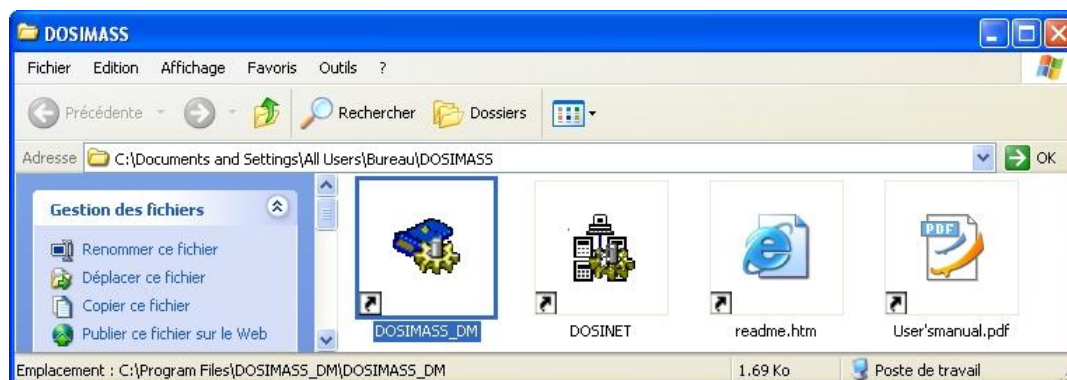 DOSIMASS
Fichier Edition Affichage Favoris Outils ?
Précédente Rechercher Dossiers
Adresse C:\Documents and Settings\All Users\Bureau\DOSIMASS OK
Gestion des fichiers
Renommer ce fichier
Déplacer ce fichier
Copier ce fichier
Publier ce fichier sur le Web
PDF
DOSIMASS_DM DOSINET readme.htm User'smanual.pdf
Emplacement : C:\Program Files\DOSIMASS_DM\DOSIMASS_DM 1.69 Ko Poste de travail